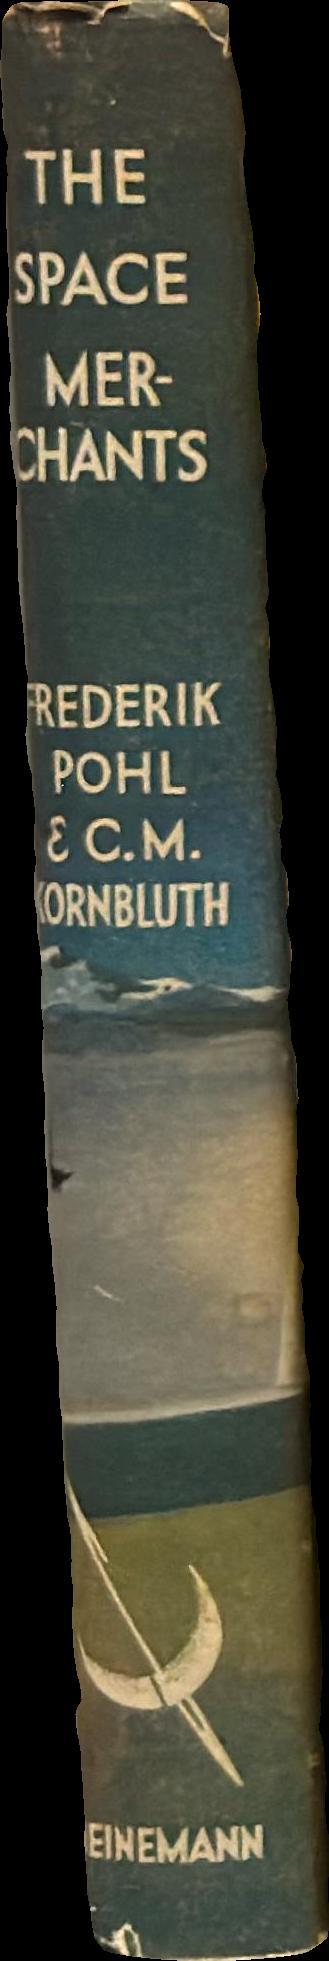 THE
SPACE
MER-
CHANTS
FREDERIK
POHL
& C.M.
KORNBLUTH
HEINEMANN